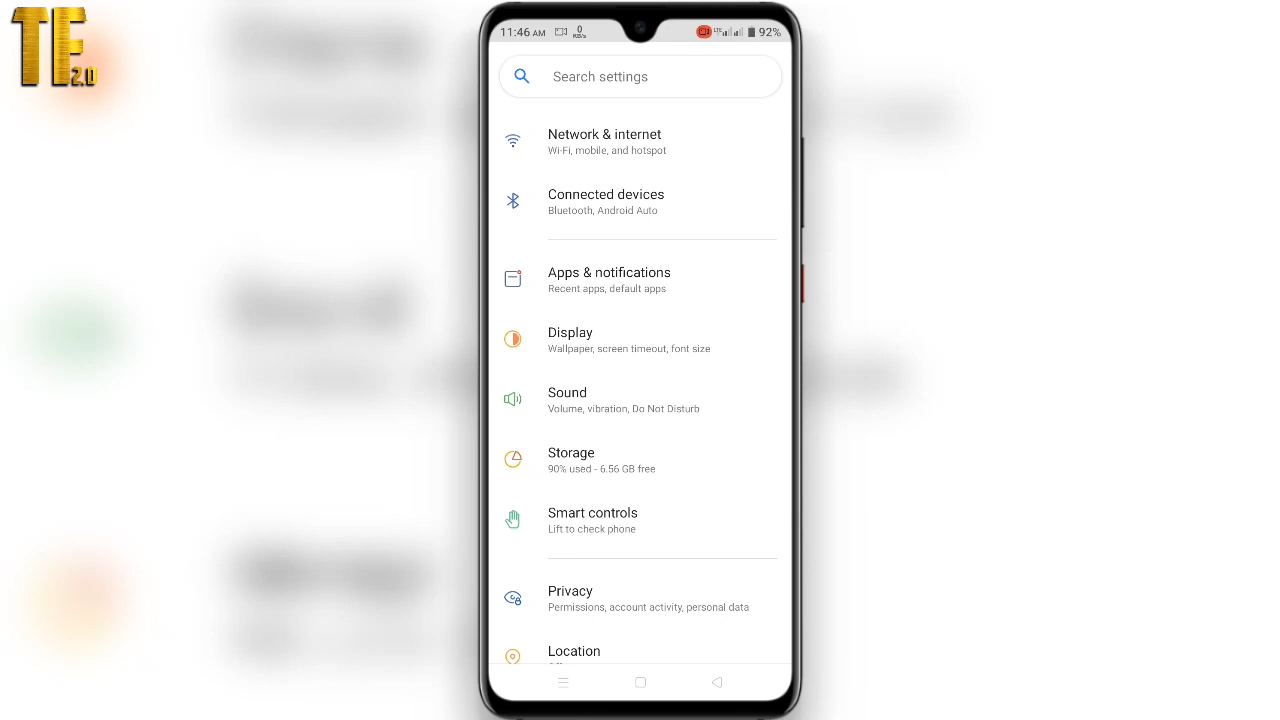 TF
2.0
11:46 AM
0
KB/s
LTE
92%
Search settings
Network & internet
Wi-Fi, mobile, and hotspot
Connected devices
Bluetooth, Android Auto
Apps & notifications
Recent apps, default apps
Display
Wallpaper, screen timeout, font size
Sound
Volume, vibration, Do Not Disturb
Storage
90% used - 6.56 GB free
Smart controls
Lift to check phone
Privacy
Permissions, account activity, personal data
Location